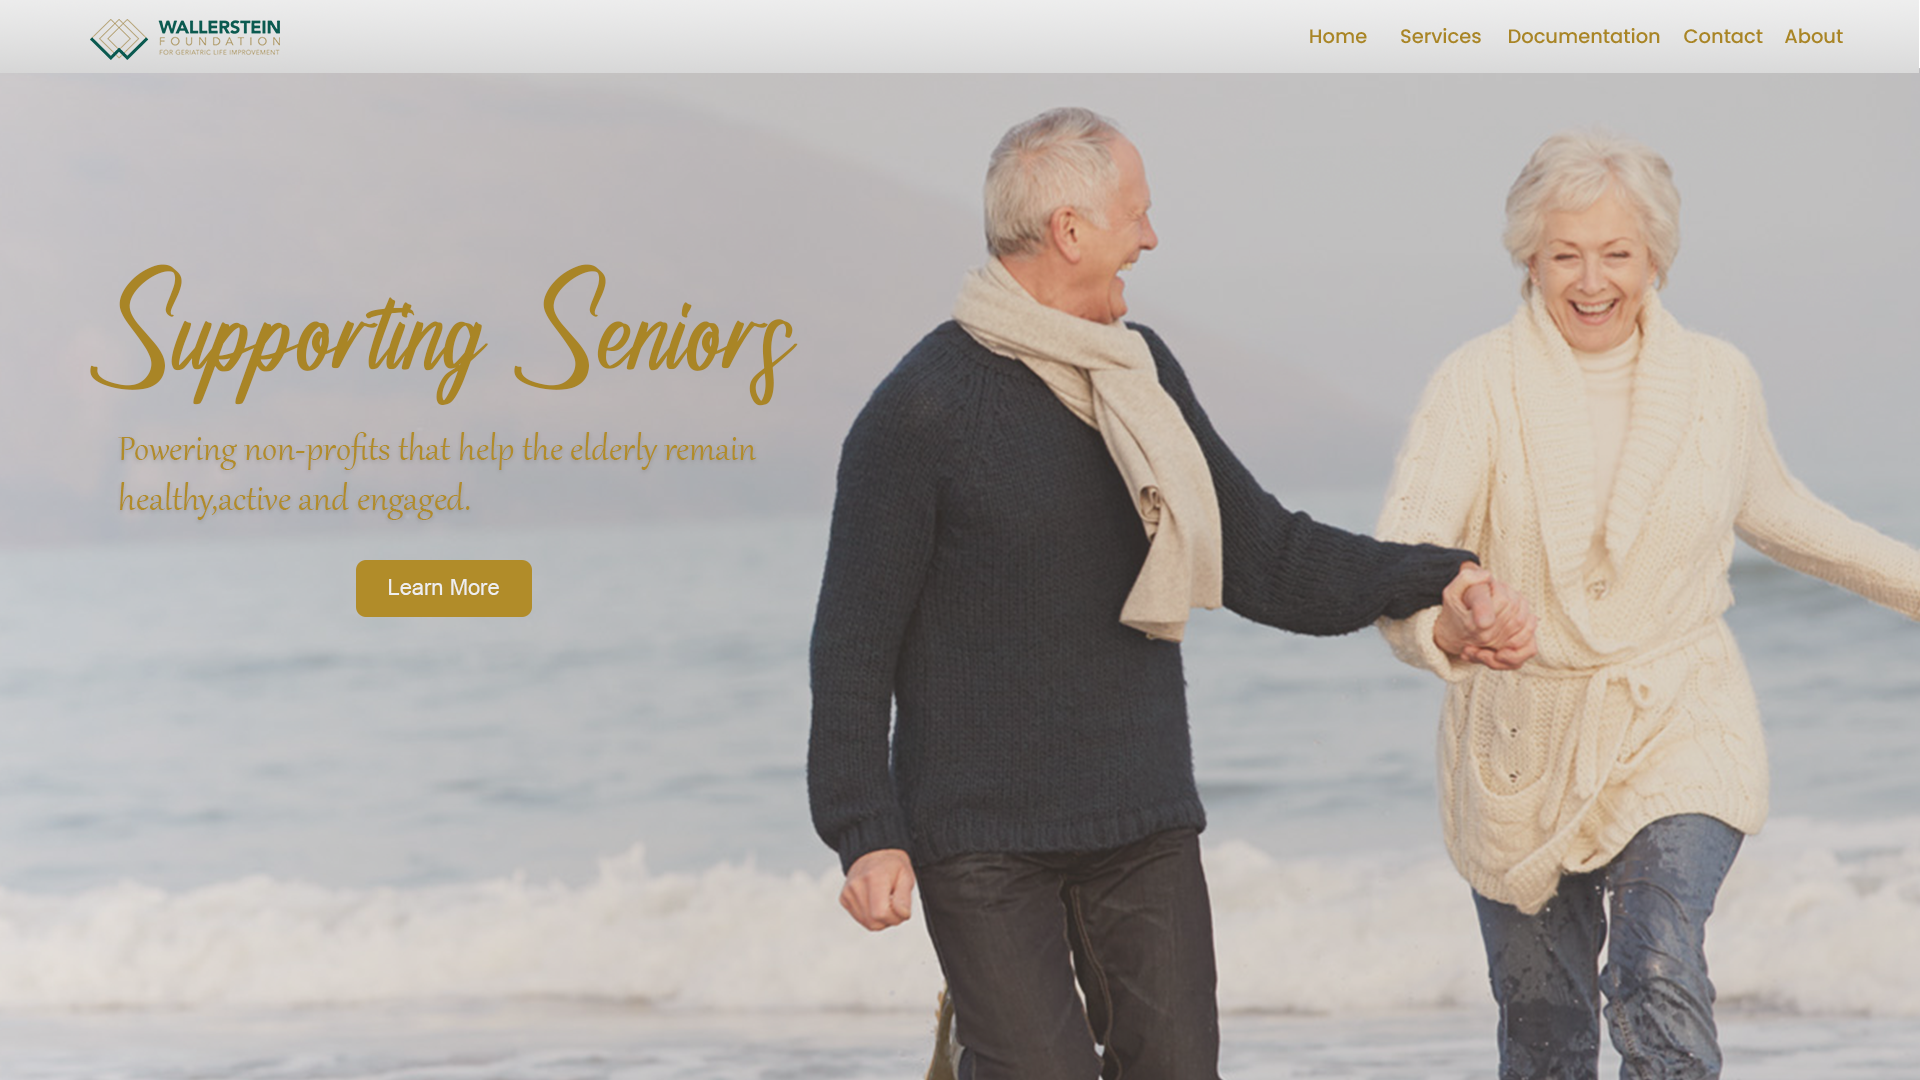 WALLERSTEIN
FOUNDATION
FOR GERIATRIC LIFE IMPROVEMENT
Home Services Documentation Contact About
Supporting Seniors
Powering non-profits that help the elderly remain
healthy,active and engaged.
Learn More